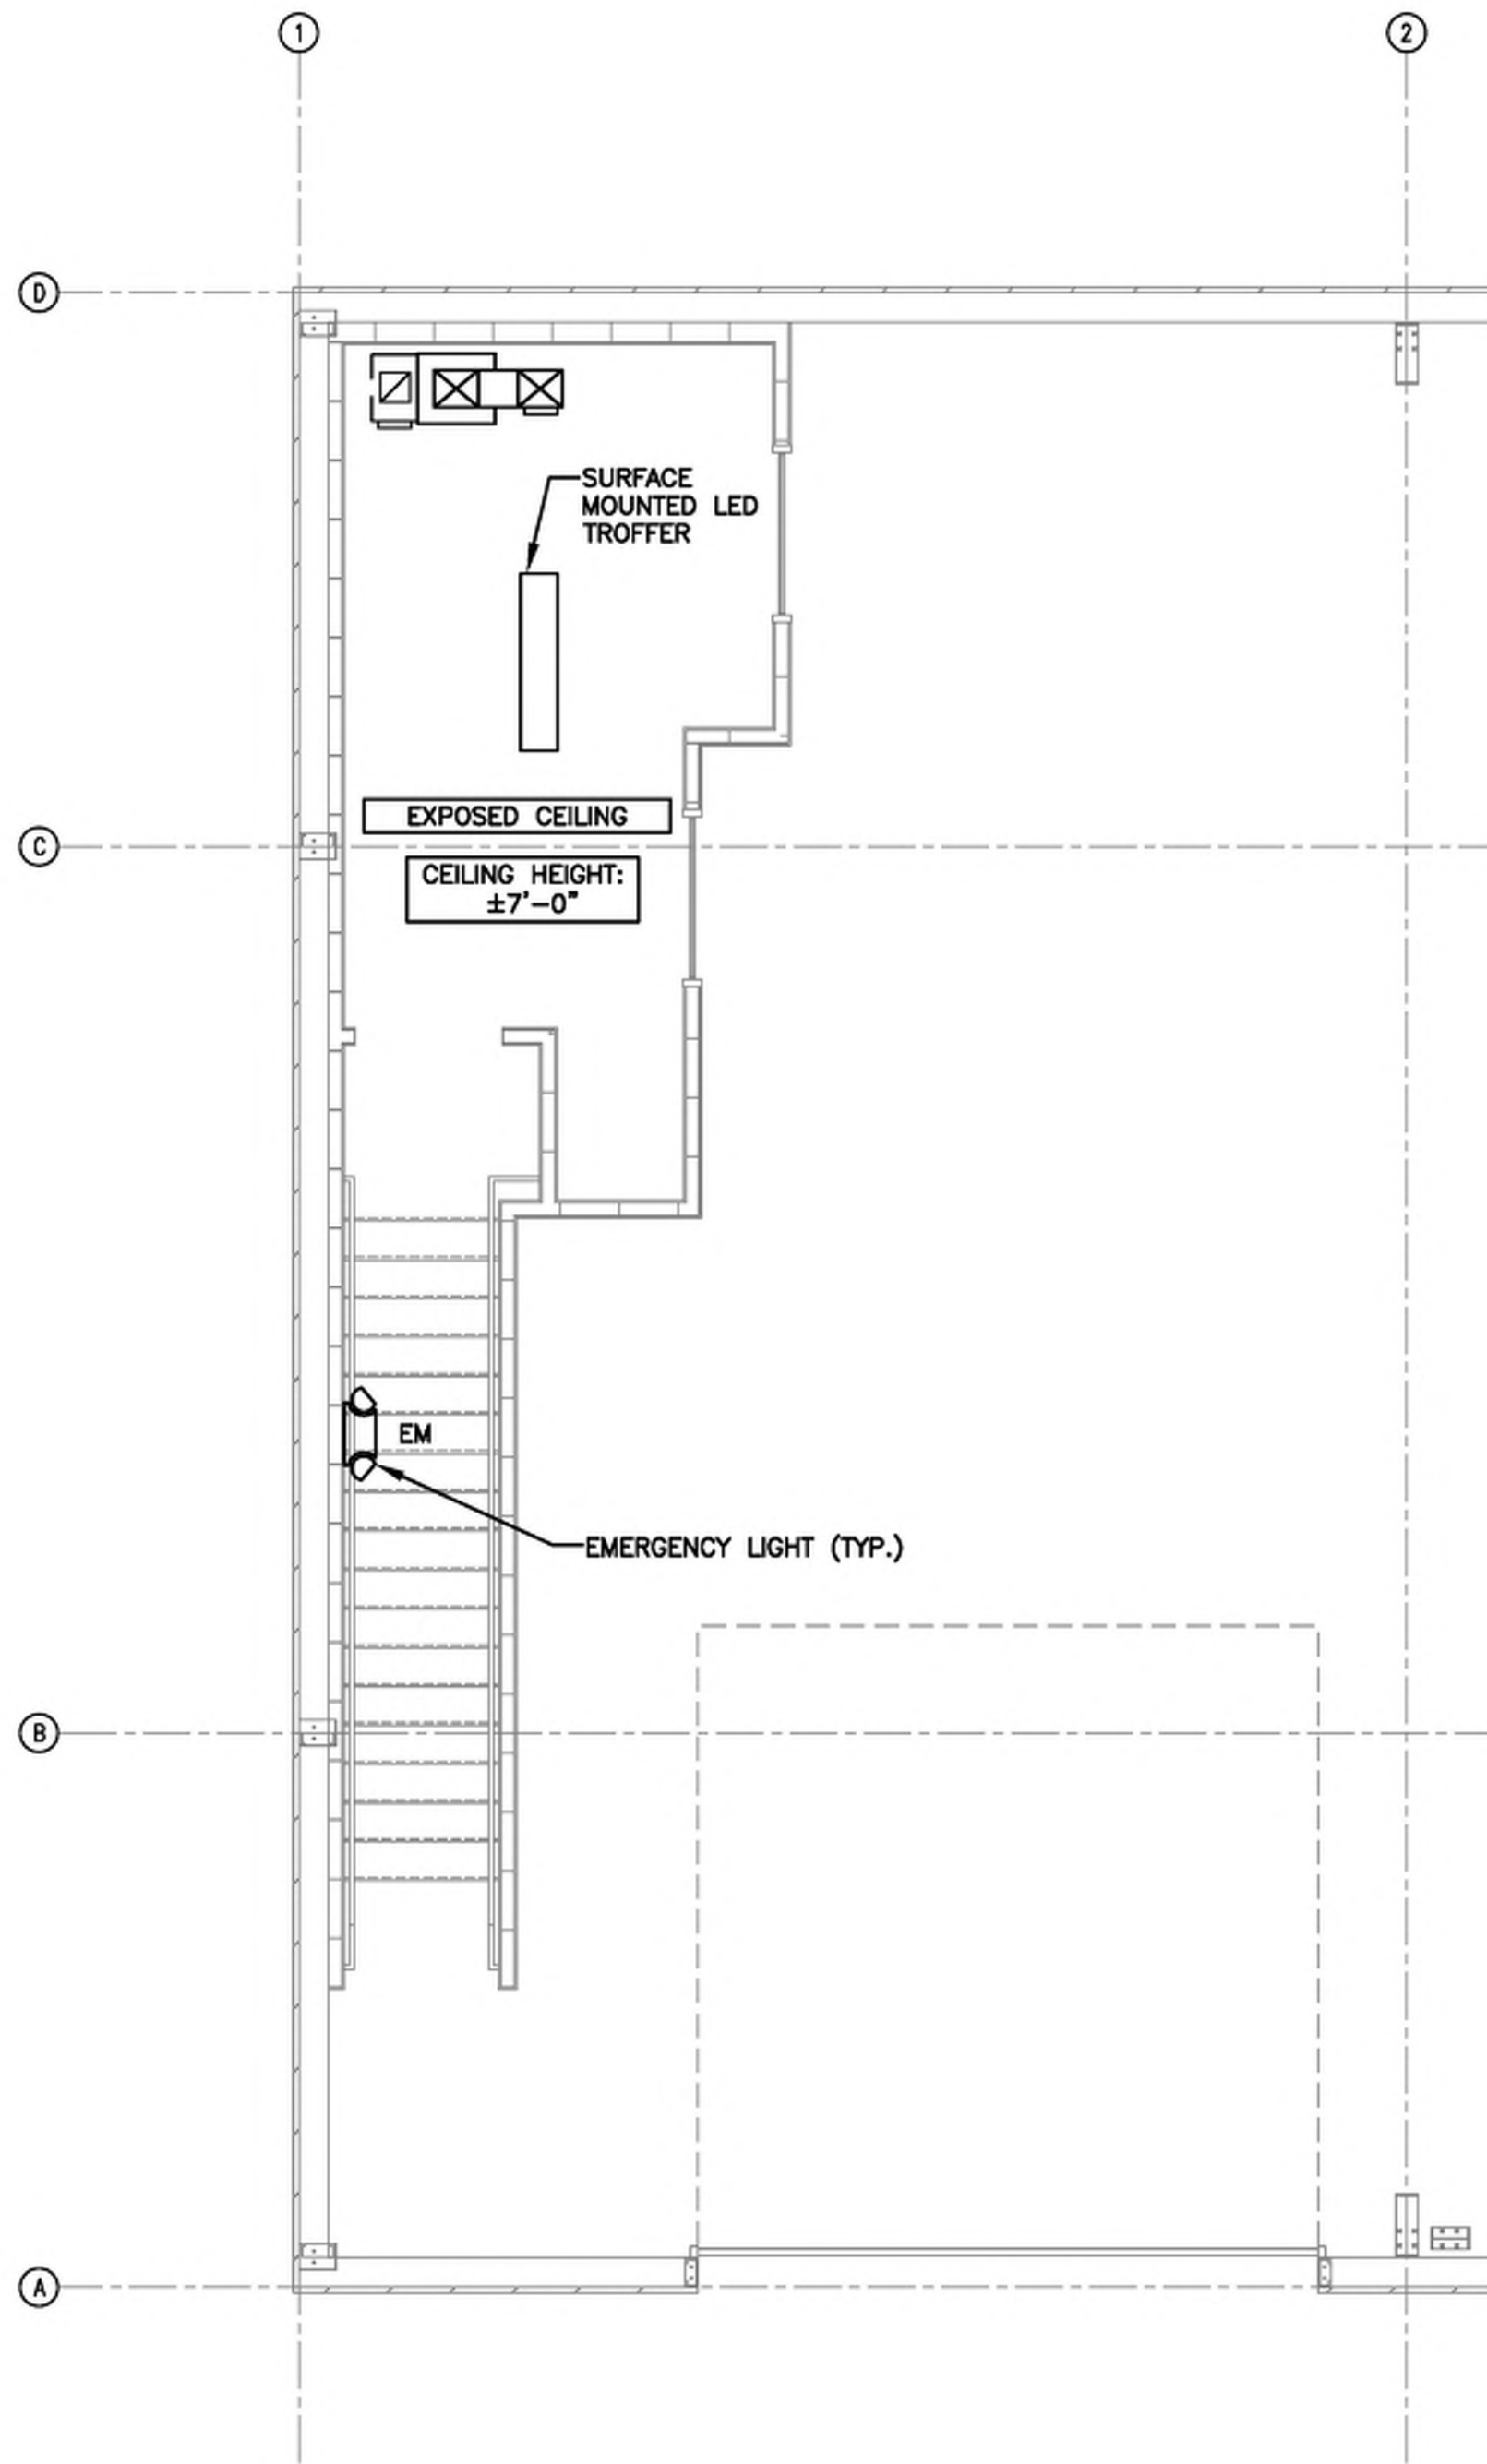 1
2
D
SURFACE
MOUNTED LED
TROFFER
EXPOSED CEILING
C
CEILING HEIGHT:
±7'-0"
EM
EMERGENCY LIGHT (TYP.)
B
A